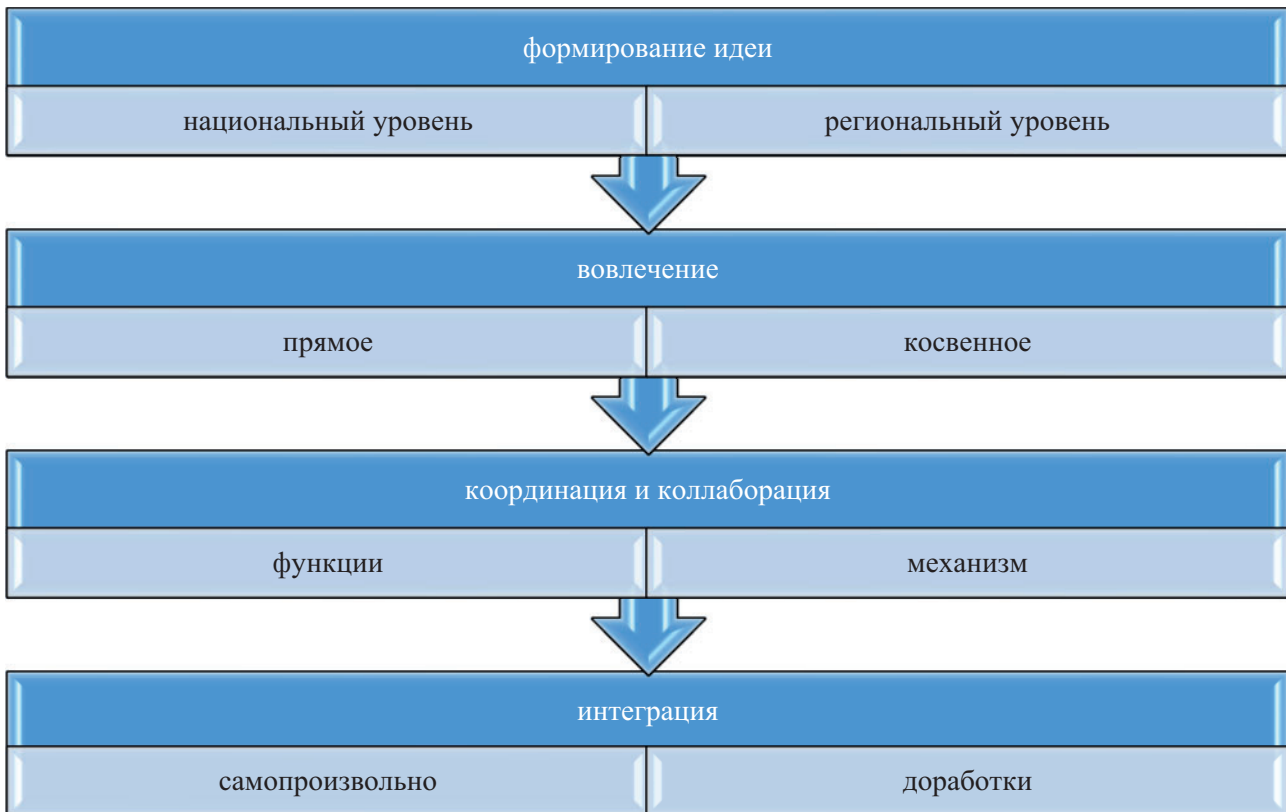 формирование идеи
национальный уровень
региональный уровень
вовлечение
прямое
косвенное
координация и коллаборация
функции
механизм
интеграция
самопроизвольно
доработки